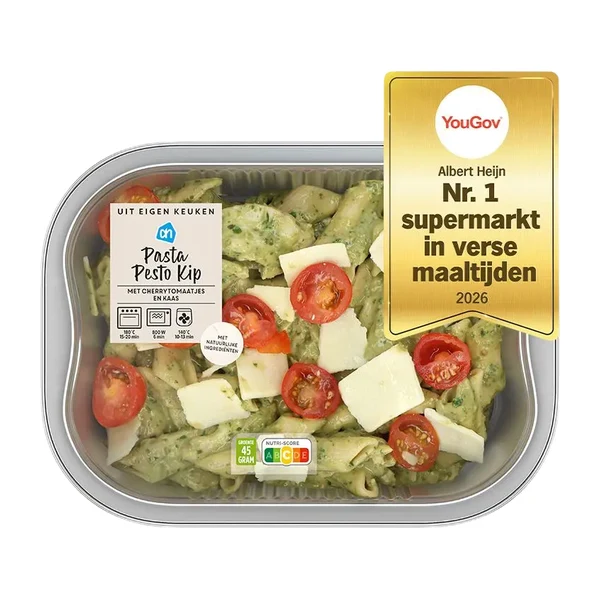 YouGov
Albert Heijn
Nr. 1
supermarkt
in verse
maaltijden
2026
UIT EIGEN KEUKEN
ah
Pasta
Pesto Kip
MET CHERRYTOMAATJES
EN KAAS
180°C
15-20 min
800 W
6 min
140°C
10-13 min
MET
NATUURLIJKE
INGREDIËNTEN
GROENTE
45
GRAM
NUTRI-SCORE
A B C D E